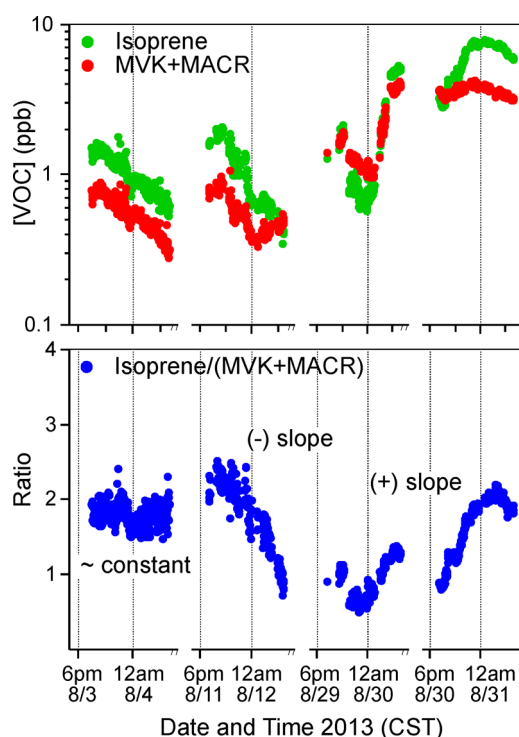 10
1
0.1
[VOC] (ppb)
Isoprene
MVK+MACR
4
3
2
1
Ratio
Isoprene/(MVK+MACR)
(-) slope
(+) slope
~ constant
6pm 12am 6pm 12am 6pm 12am 6pm 12am
8/3 8/4 8/11 8/12 8/29 8/30 8/30 8/31
Date and Time 2013 (CST)